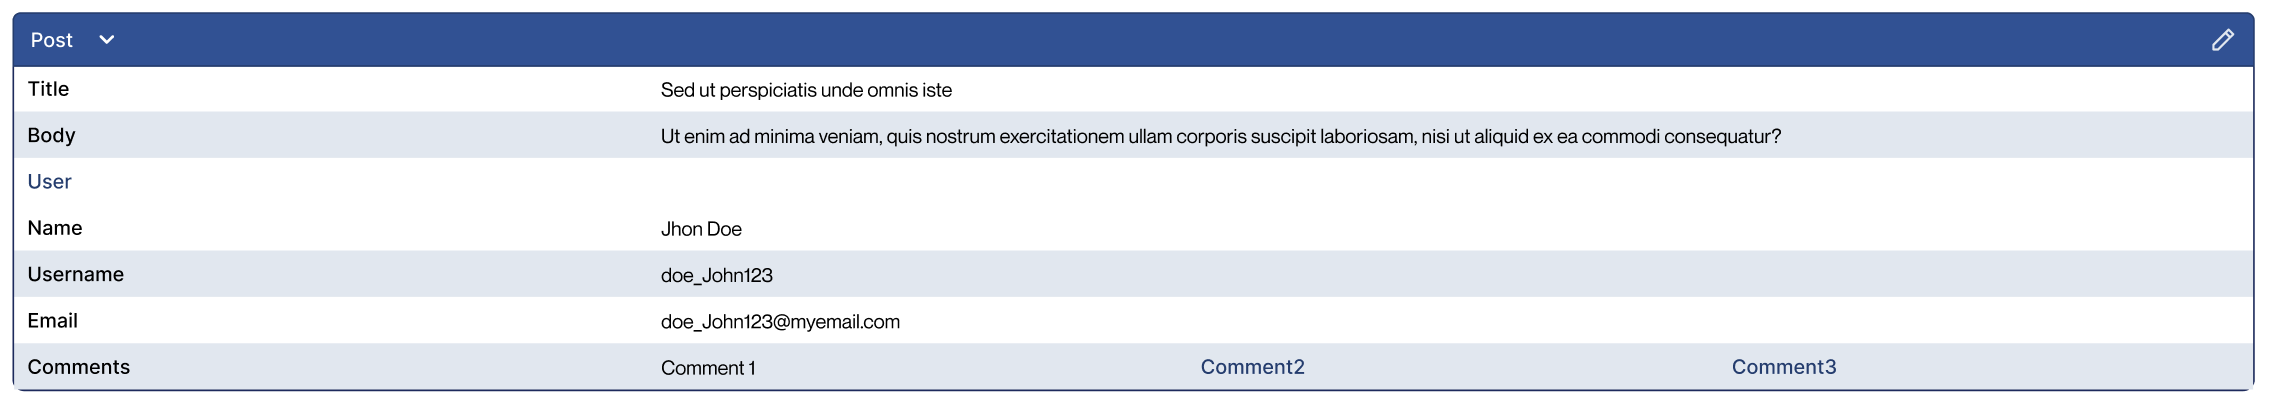 Post
Title Sed ut perspiciatis unde omnis iste
Body Ut enim ad minima veniam, quis nostrum exercitationem ullam corporis suscipit laboriosam, nisi ut aliquid ex ea commodi consequatur?
User
Name Jhon Doe
Username doe_John123
Email doe_John123@myemail.com
Comments Comment 1 Comment2 Comment3